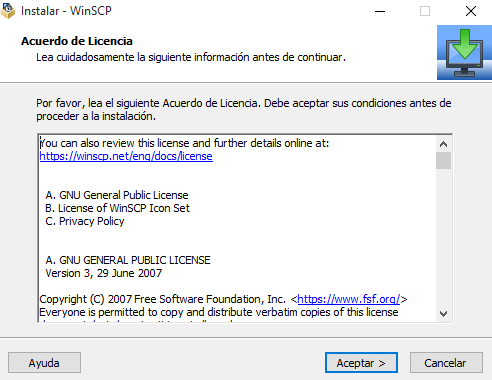 Instalar - WinSCP
Acuerdo de Licencia
Lea cuidadosamente la siguiente información antes de continuar.
Por favor, lea el siguiente Acuerdo de Licencia. Debe aceptar sus condiciones antes de
proceder a la instalación.
You can also review this license and further details online at:
https://winscp.net/eng/docs/license
A. GNU General Public License
B. License of WinSCP Icon Set
C. Privacy Policy
A. GNU GENERAL PUBLIC LICENSE
Version 3, 29 June 2007
Copyright (C) 2007 Free Software Foundation, Inc. <https://www.fsf.org/>
Everyone is permitted to copy and distribute verbatim copies of this license
Ayuda
Aceptar >
Cancelar